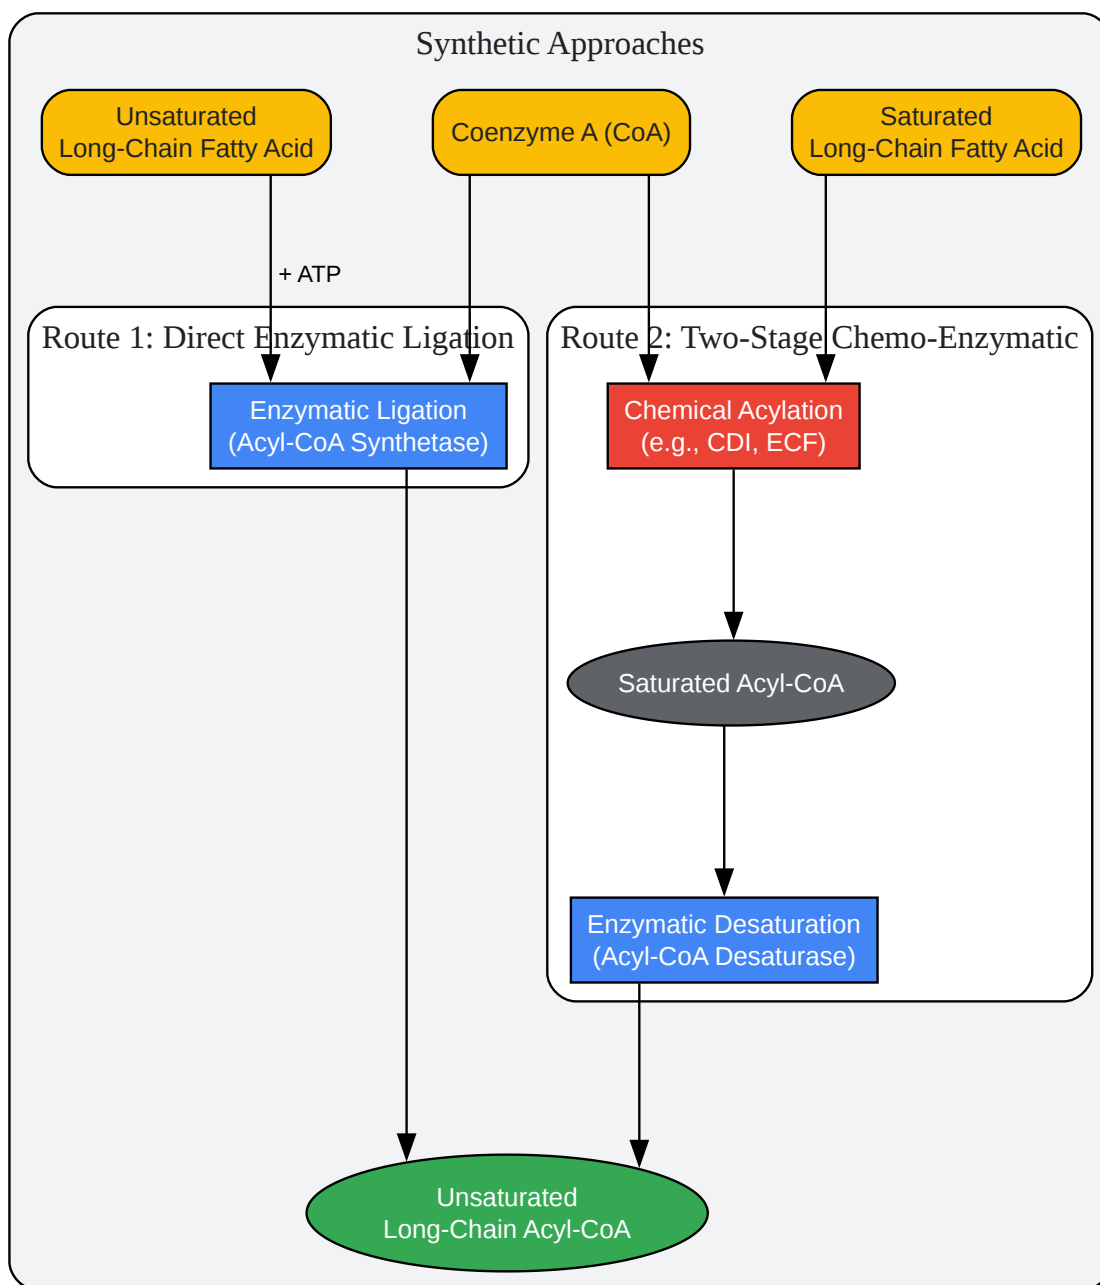 Synthetic Approaches
Unsaturated
Long-Chain Fatty Acid
Coenzyme A (CoA)
Saturated
Long-Chain Fatty Acid
+ ATP
Route 1: Direct Enzymatic Ligation
Enzymatic Ligation
(Acyl-CoA Synthetase)
Route 2: Two-Stage Chemo-Enzymatic
Chemical Acylation
(e.g., CDI, ECF)
Saturated Acyl-CoA
Enzymatic Desaturation
(Acyl-CoA Desaturase)
Unsaturated
Long-Chain Acyl-CoA